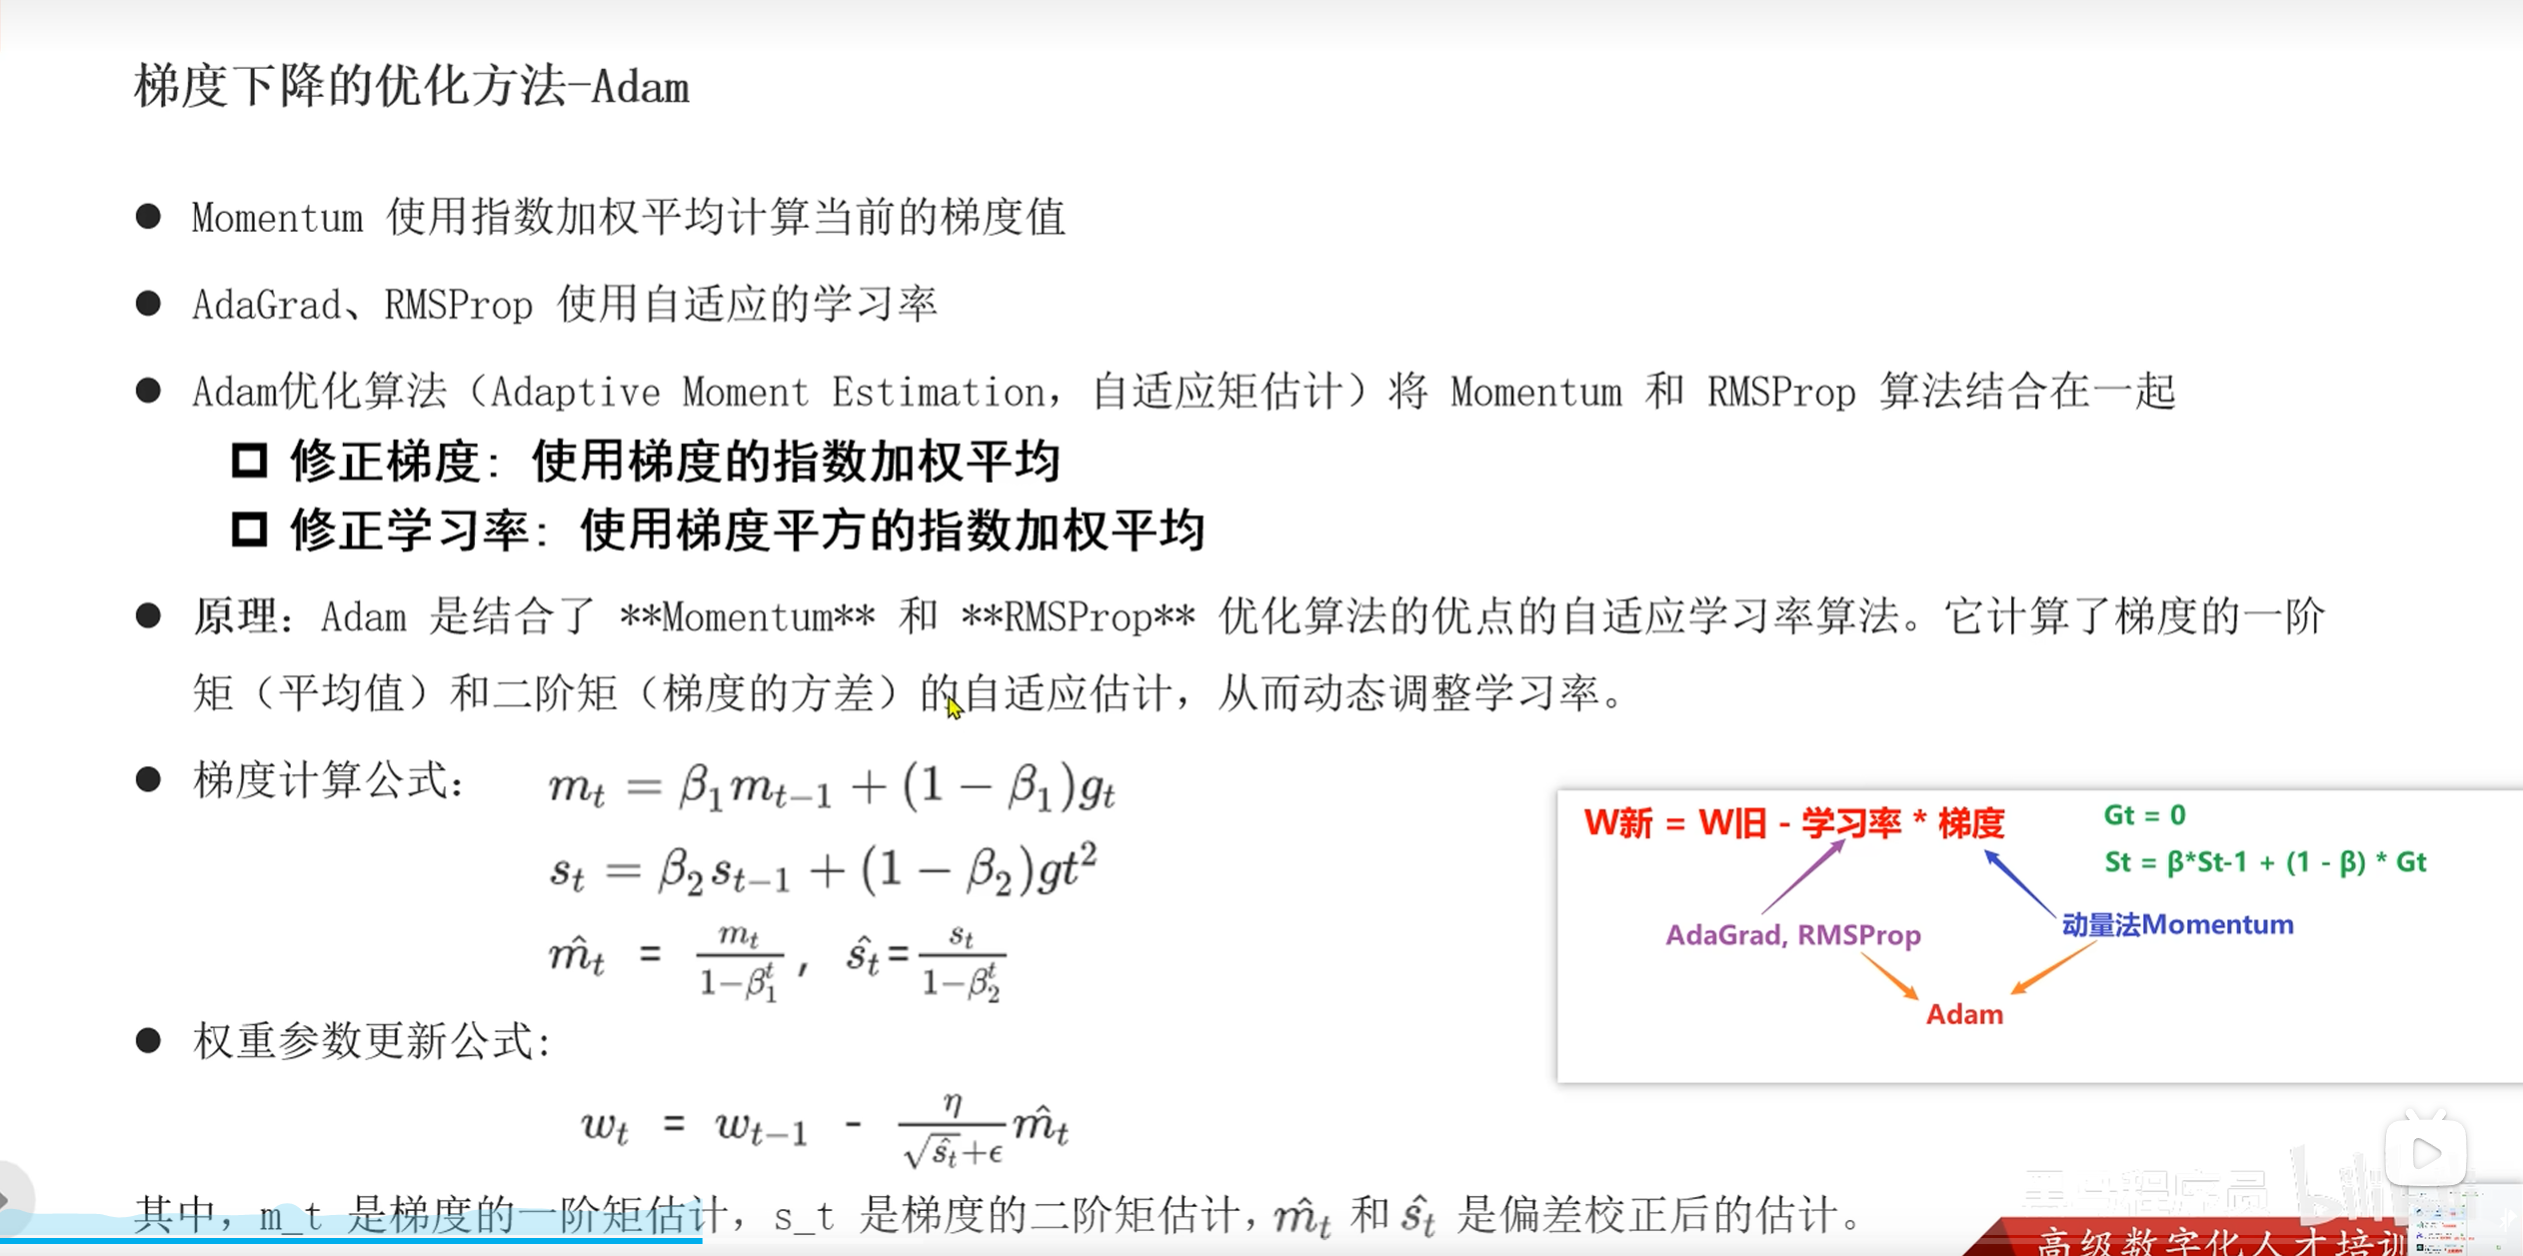 梯度下降的优化方法-Adam
● Momentum 使用指数加权平均计算当前的梯度值
● AdaGrad、RMSProp 使用自适应的学习率
● Adam优化算法（Adaptive Moment Estimation，自适应矩估计）将 Momentum 和 RMSProp 算法结合在一起
修正梯度：使用梯度的指数加权平均
修正学习率：使用梯度平方的指数加权平均
● 原理：Adam 是结合了 **Momentum** 和 **RMSProp** 优化算法的优点的自适应学习率算法。它计算了梯度的一阶
矩（平均值）和二阶矩（梯度的方差）的自适应估计，从而动态调整学习率。
● 梯度计算公式： m_t = β_1 m_{t-1} + (1 − β_1)g_t
s_t = β_2 s_{t-1} + (1 − β_2)gt^2
m̂_t = m_t / (1−β_1^t) , ŝ_t = s_t / (1−β_2^t)
● 权重参数更新公式:
w_t = w_{t-1} - η / (√ŝ_t + ϵ) m̂_t
其中，m_t 是梯度的一阶矩估计，s_t 是梯度的二阶矩估计，m̂_t 和 ŝ_t 是偏差校正后的估计。
W新 = W旧 - 学习率 * 梯度
Gt = 0
St = β*St-1 + (1 - β) * Gt
AdaGrad, RMSProp
动量法Momentum
Adam
黑马程序员
bilibili
高级数字化人才培训